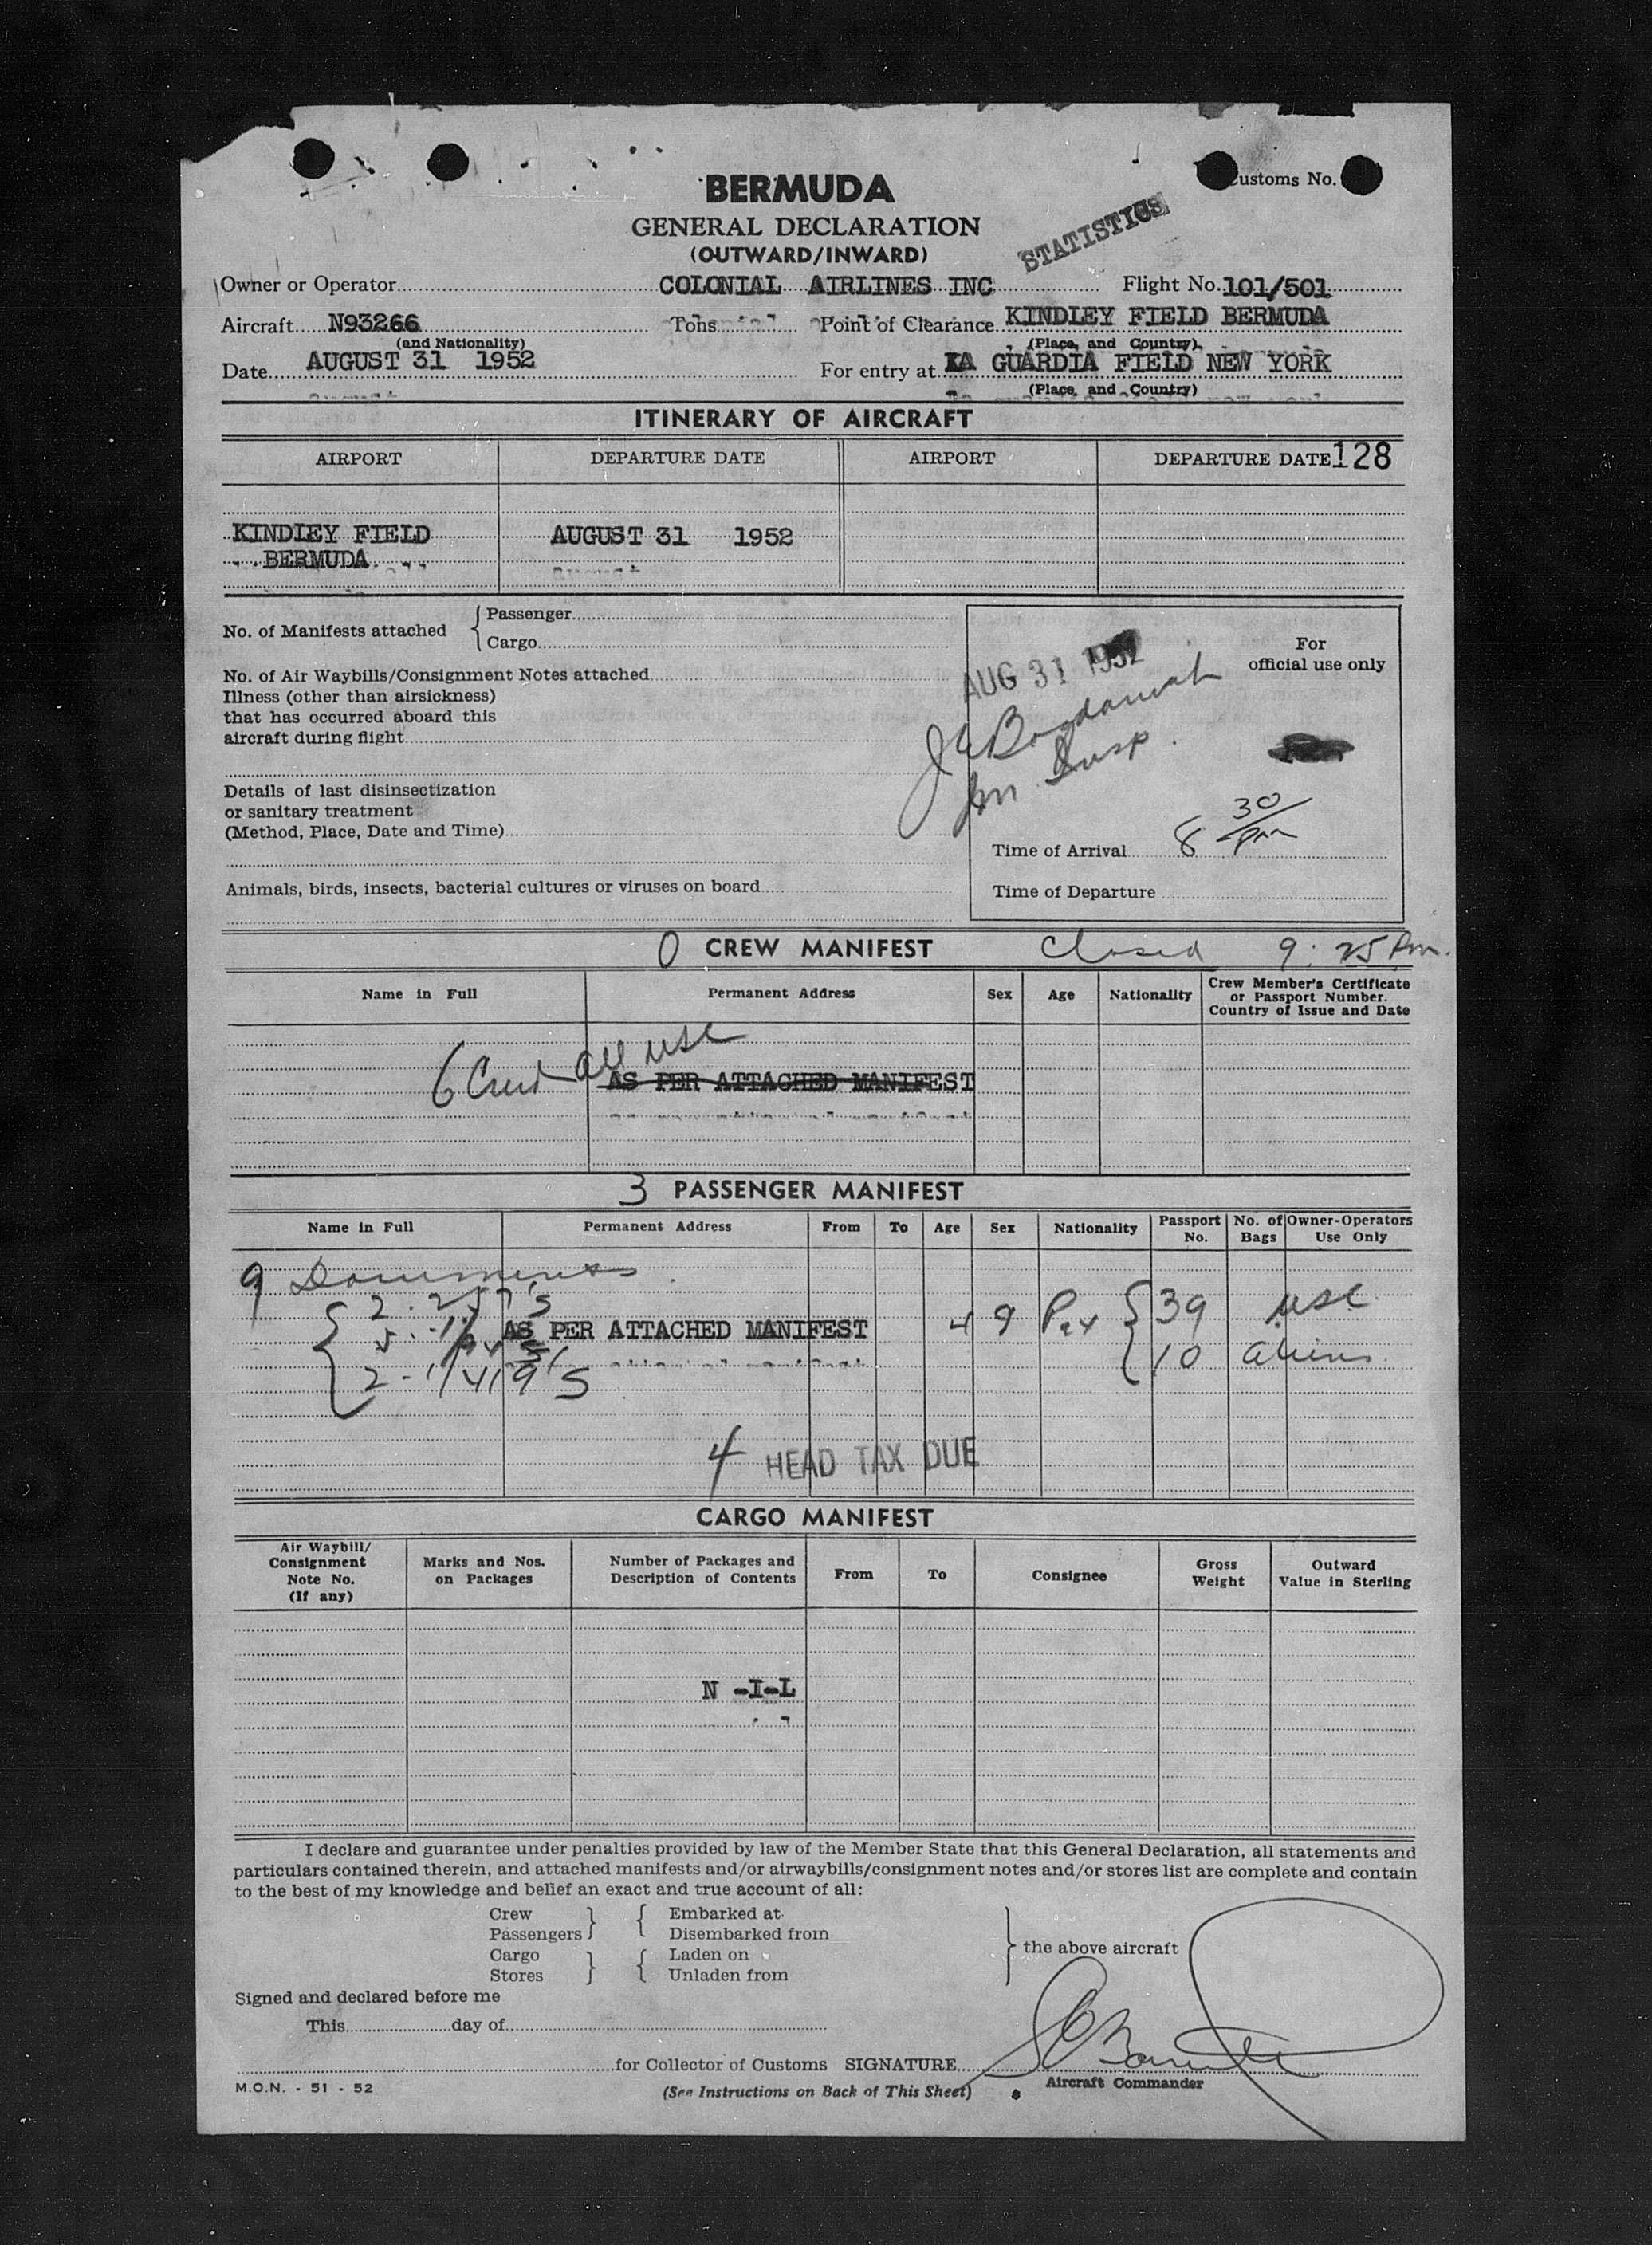 Customs No.
BERMUDA
GENERAL DECLARATION
(OUTWARD/INWARD)
STATISTICS
Owner or Operator COLONIAL AIRLINES INC Flight No. 101/501
Aircraft N93266 Tons Point of Clearance KINDLEY FIELD BERMUDA
(and Nationality) (Place, and Country)
Date AUGUST 31 1952 For entry at LA GUARDIA FIELD NEW YORK
(Place, and Country)
ITINERARY OF AIRCRAFT
AIRPORT DEPARTURE DATE AIRPORT DEPARTURE DATE 128
KINDLEY FIELD AUGUST 31 1952
BERMUDA
No. of Manifests attached { Passenger
Cargo
No. of Air Waybills/Consignment Notes attached
Illness (other than airsickness)
that has occurred aboard this
aircraft during flight
Details of last disinsectization
or sanitary treatment
(Method, Place, Date and Time)
Animals, birds, insects, bacterial cultures or viruses on board
For
official use only
AUG 31 1952
Insp.
Time of Arrival 8 30/pm
Time of Departure
0 CREW MANIFEST Closed 9:25 Pm.
Name in Full Permanent Address Sex Age Nationality Crew Member's Certificate
or Passport Number.
Country of Issue and Date
6 Crew all usc
AS PER ATTACHED MANIFEST
3 PASSENGER MANIFEST
Name in Full Permanent Address From To Age Sex Nationality Passport No. No. of Bags Owner-Operators Use Only
9 Documents
{ 2 - 257's
AS PER ATTACHED MANIFEST 49 Pax { 39 usc
10 aliens
2 - 1/419's
4 HEAD TAX DUE
CARGO MANIFEST
Air Waybill/
Consignment
Note No.
(If any)
Marks and Nos.
on Packages
Number of Packages and
Description of Contents
From To Consignee
Gross
Weight
Outward
Value in Sterling
N -I-L
I declare and guarantee under penalties provided by law of the Member State that this General Declaration, all statements and
particulars contained therein, and attached manifests and/or airwaybills/consignment notes and/or stores list are complete and contain
to the best of my knowledge and belief an exact and true account of all:
Crew } { Embarked at
Passengers Disembarked from
Cargo } { Laden on
Stores Unladen from
} the above aircraft
Signed and declared before me
This day of
for Collector of Customs SIGNATURE
M.O.N. - 51 - 52 (See Instructions on Back of This Sheet) Aircraft Commander